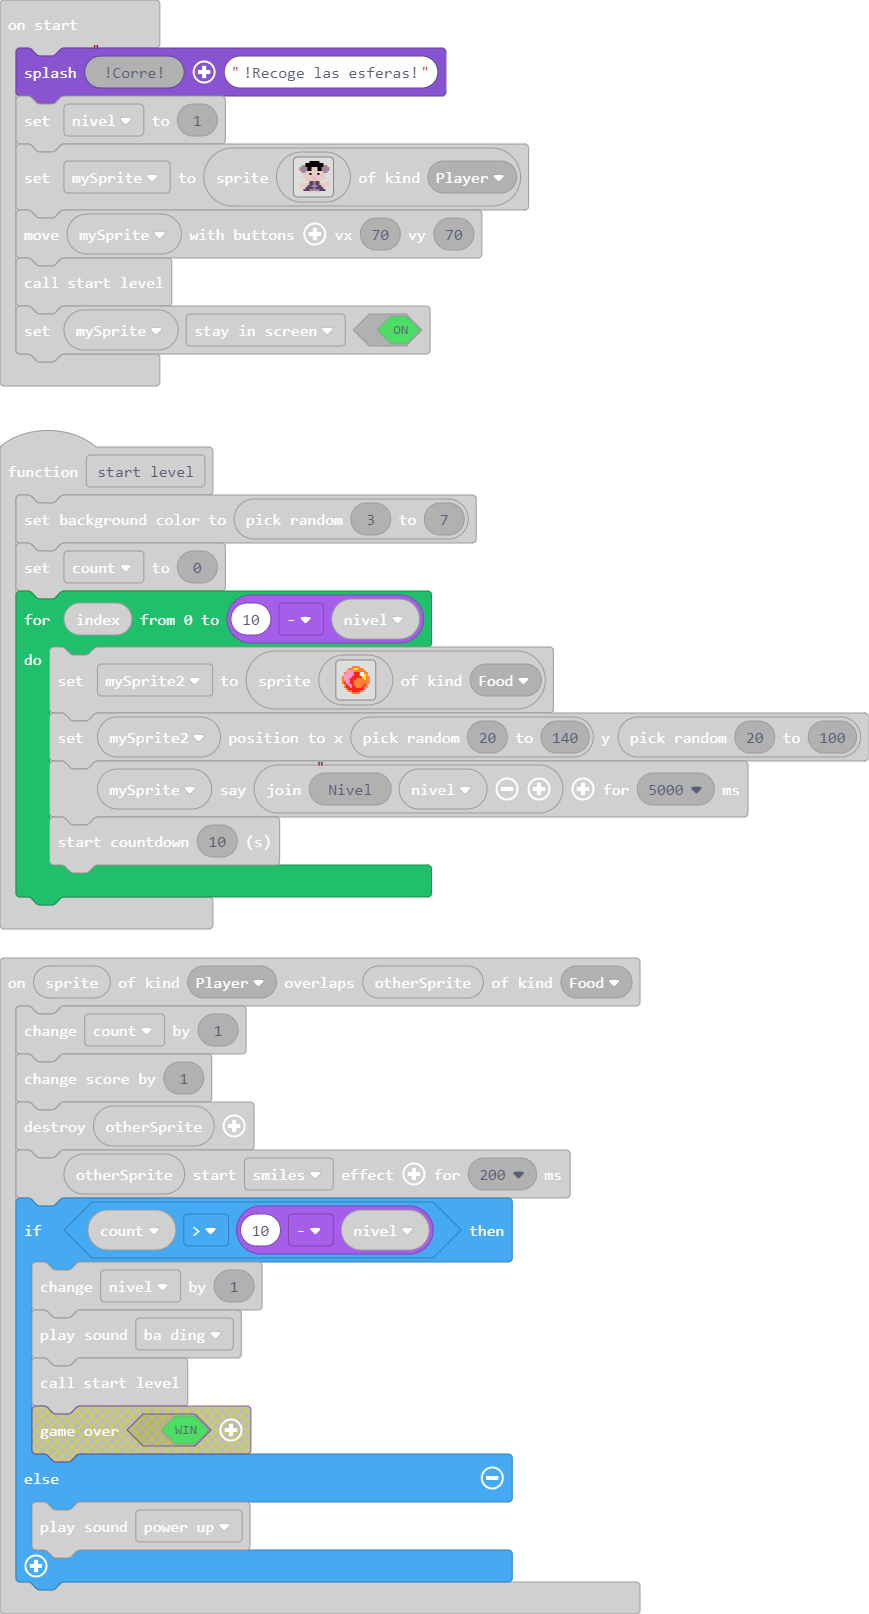 on start
splash !Corre! "!Recoge las esferas!"
set nivel to 1
set mySprite to sprite of kind Player
move mySprite with buttons vx 70 vy 70
call start level
set mySprite stay in screen ON
function start level
set background color to pick random 3 to 7
set count to 0
for index from 0 to 10 - nivel
do
set mySprite2 to sprite of kind Food
set mySprite2 position to x pick random 20 to 140 y pick random 20 to 100
mySprite say join " Nivel nivel for 5000 ms
start countdown 10 (s)
on sprite of kind Player overlaps otherSprite of kind Food
change count by 1
change score by 1
destroy otherSprite
otherSprite start smiles effect for 200 ms
if count > 10 - nivel then
change nivel by 1
play sound ba ding
call start level
game over WIN
else
play sound power up